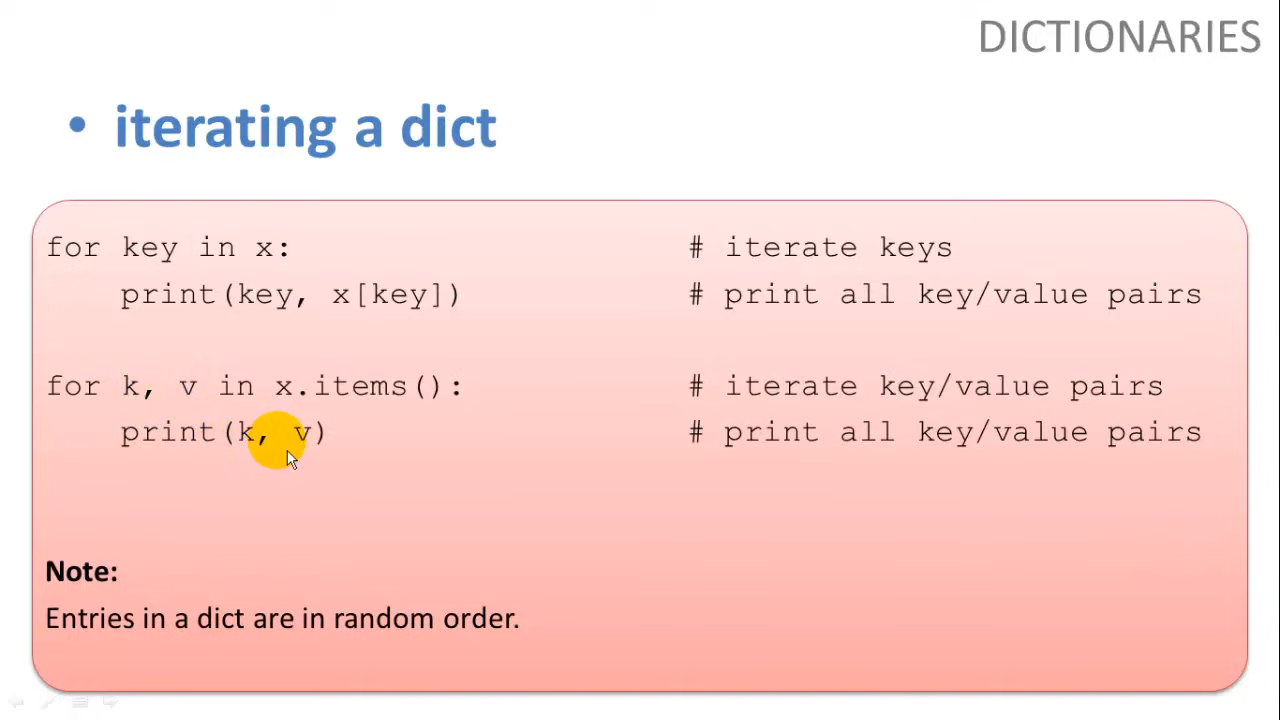 DICTIONARIES
• iterating a dict
for key in x: # iterate keys
print(key, x[key]) # print all key/value pairs
for k, v in x.items(): # iterate key/value pairs
print(k, v) # print all key/value pairs
Note:
Entries in a dict are in random order.